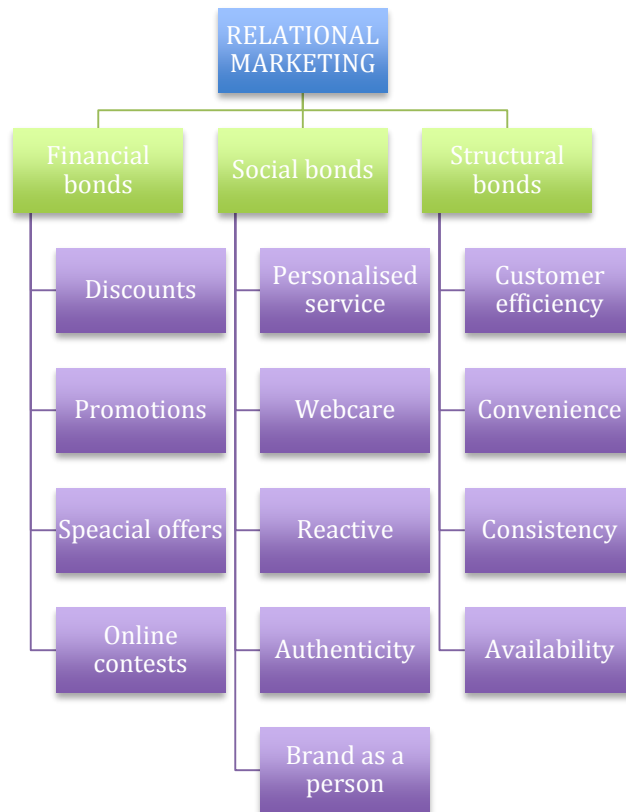 RELATIONAL
MARKETING
Financial
bonds
Social bonds
Structural
bonds
Discounts
Promotions
Speacial offers
Online
contests
Personalised
service
Webcare
Reactive
Authenticity
Brand as a
person
Customer
efficiency
Convenience
Consistency
Availability